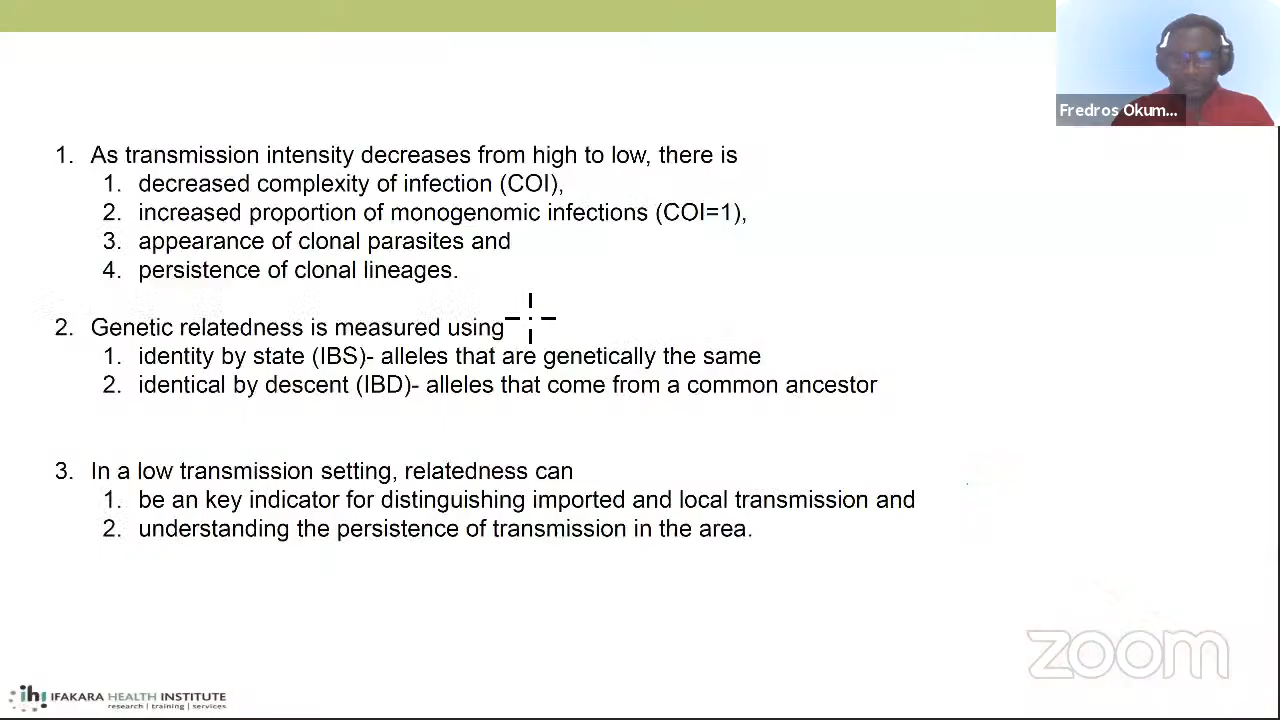 Fredros Okum...
1. As transmission intensity decreases from high to low, there is
1. decreased complexity of infection (COI),
2. increased proportion of monogenomic infections (COI=1),
3. appearance of clonal parasites and
4. persistence of clonal lineages.
2. Genetic relatedness is measured using
1. identity by state (IBS)- alleles that are genetically the same
2. identical by descent (IBD)- alleles that come from a common ancestor
3. In a low transmission setting, relatedness can
1. be an key indicator for distinguishing imported and local transmission and
2. understanding the persistence of transmission in the area.
zoom
ihi IFAKARA HEALTH INSTITUTE
research | training | services